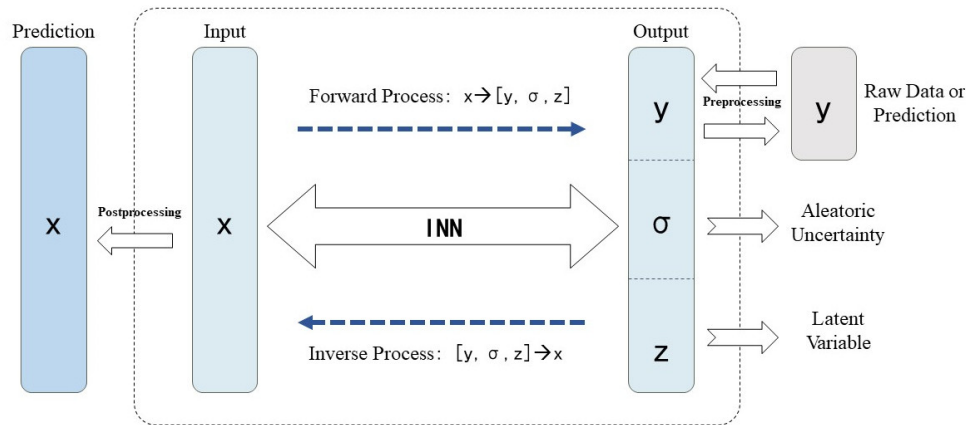 Prediction
Input
Output
Forward Process: x→[y, σ, z]
y
Preprocessing
y
Raw Data or
Prediction
x
Postprocessing
x
INN
σ
Aleatoric
Uncertainty
Inverse Process: [y, σ, z]→x
z
Latent
Variable